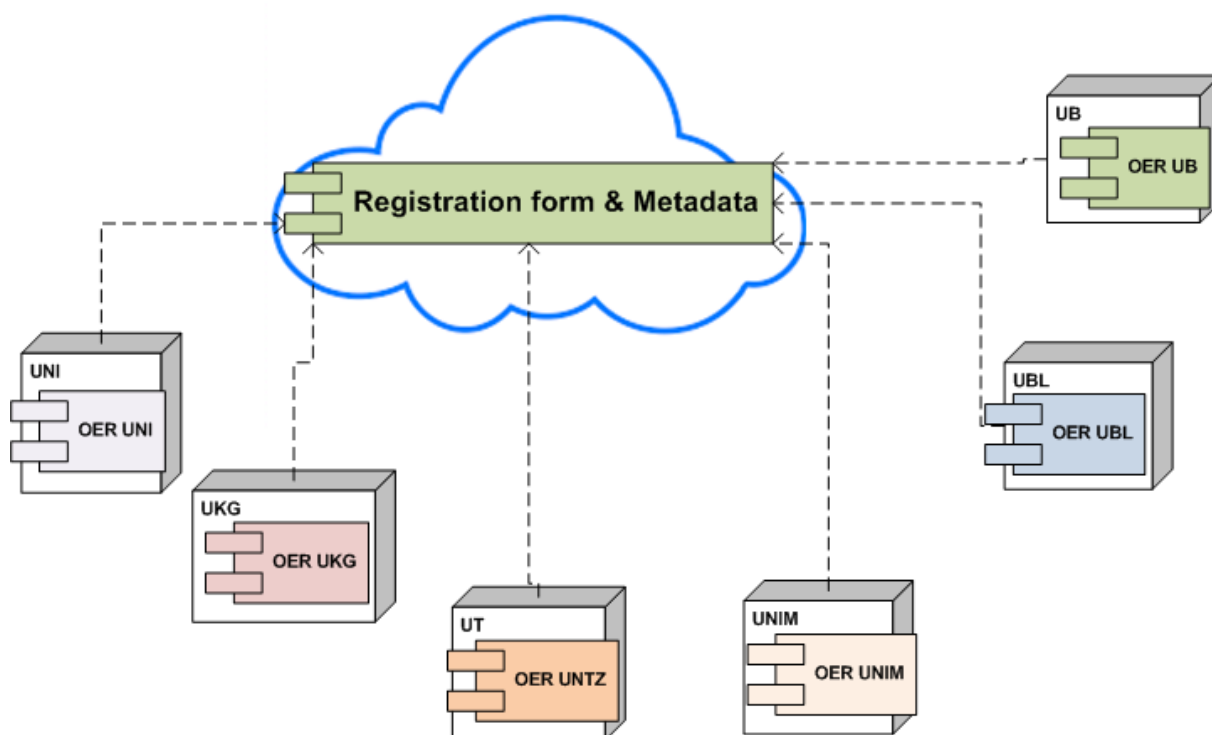 UB
OER UB
Registration form & Metadata
UNI
OER UNI
UBL
OER UBL
UKG
OER UKG
UT
OER UNTZ
UNIM
OER UNIM